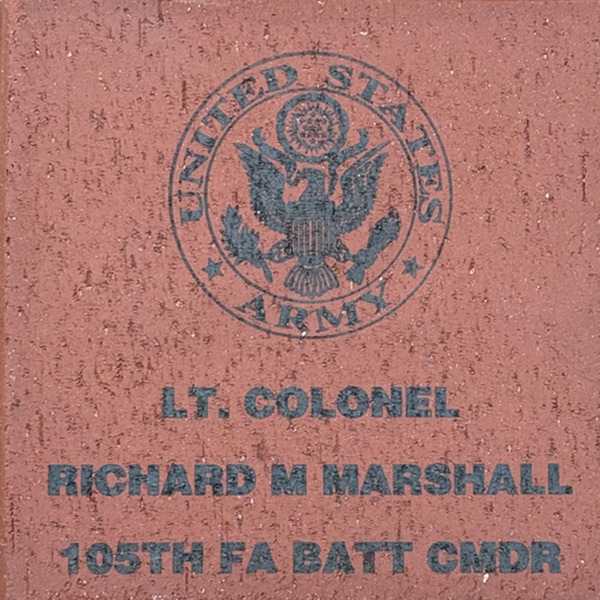 UNITED STATES
ARMY
LT. COLONEL
RICHARD M MARSHALL
105TH FA BATT CMDR